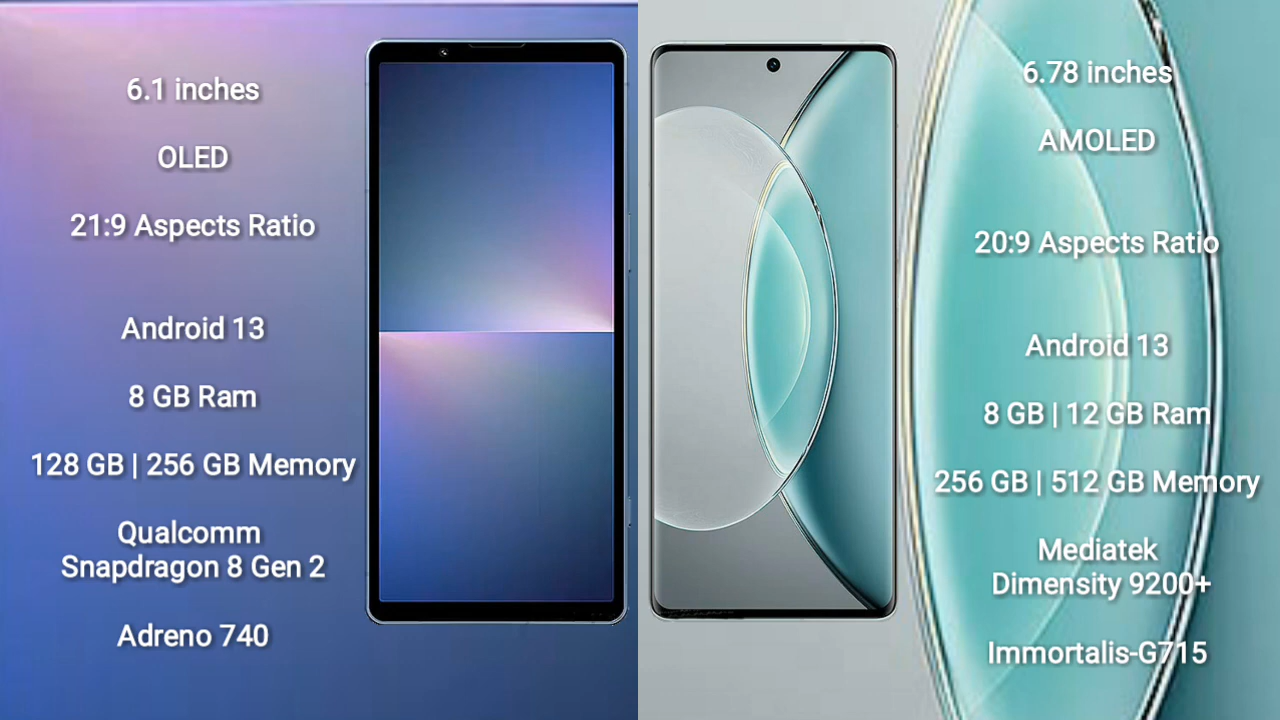 6.1 inches
OLED
21:9 Aspects Ratio
Android 13
8 GB Ram
128 GB | 256 GB Memory
Qualcomm
Snapdragon 8 Gen 2
Adreno 740
6.78 inches
AMOLED
20:9 Aspects Ratio
Android 13
8 GB | 12 GB Ram
256 GB | 512 GB Memory
Mediatek
Dimensity 9200+
Immortalis-G715